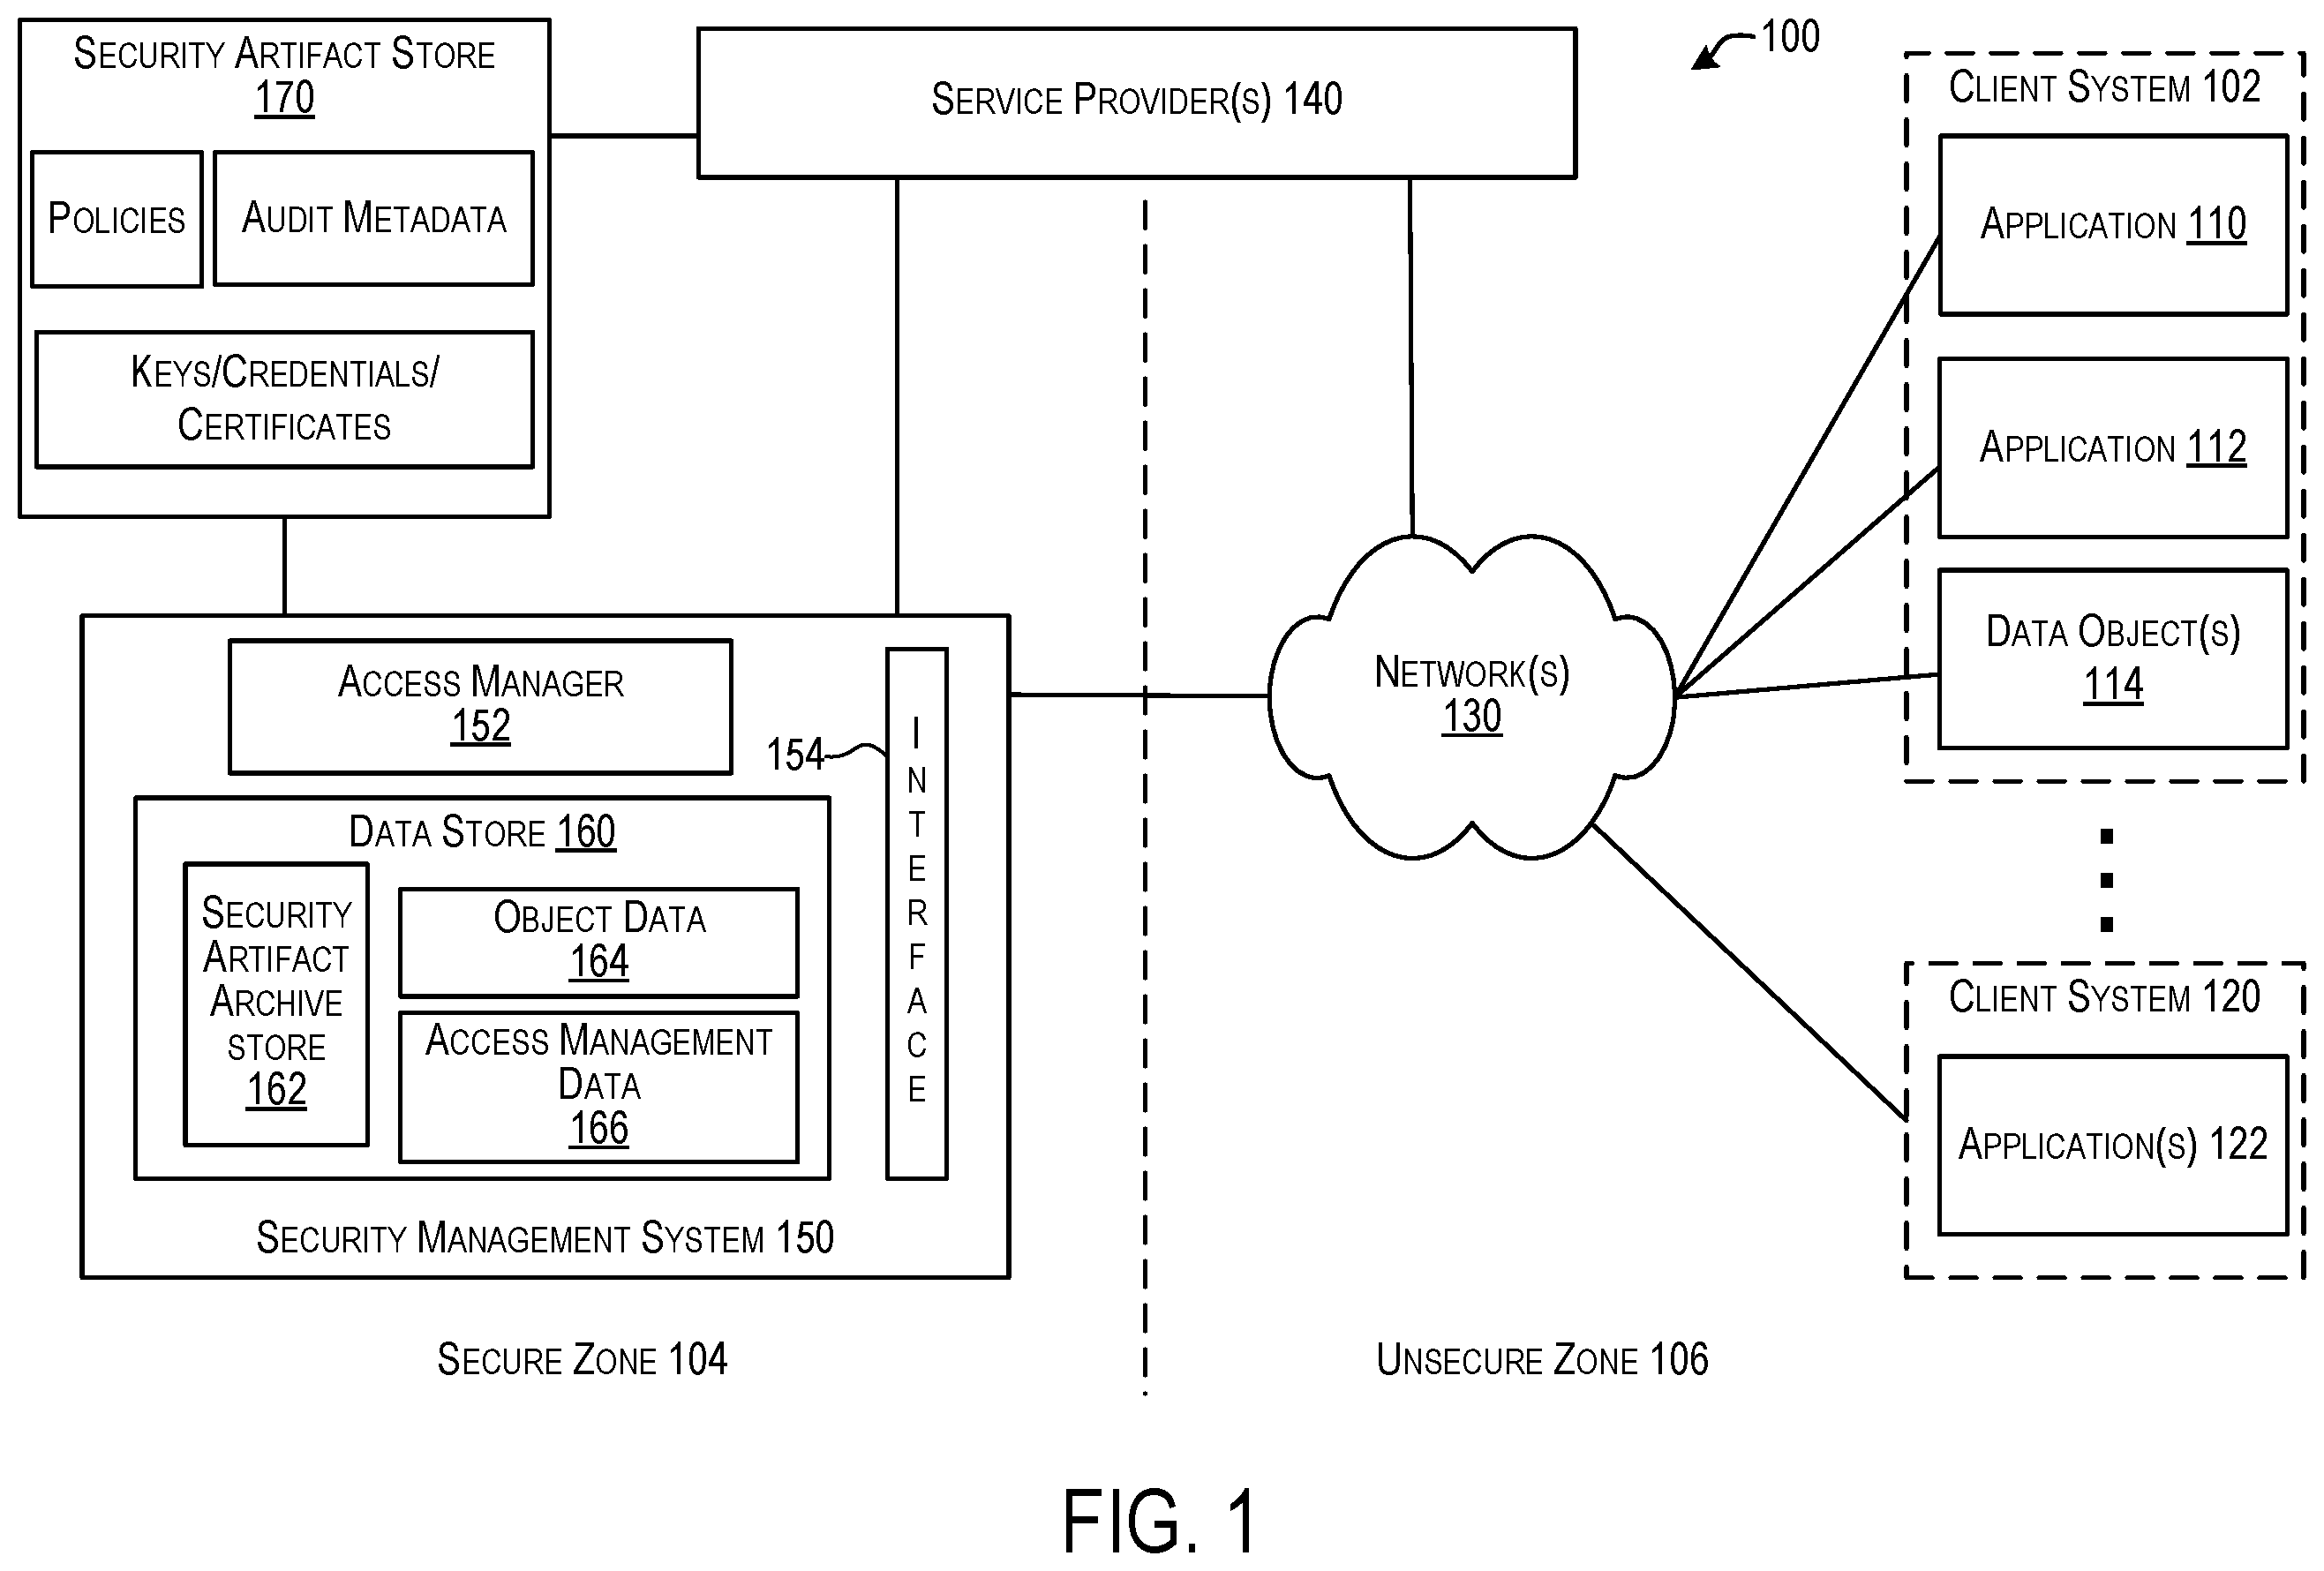 SECURITY ARTIFACT STORE
170
POLICIES
AUDIT METADATA
KEYS/CREDENTIALS/
CERTIFICATES
SERVICE PROVIDER(S) 140
100
CLIENT SYSTEM 102
APPLICATION 110
APPLICATION 112
DATA OBJECT(S)
114
ACCESS MANAGER
152
154
INTERFACE
DATA STORE 160
SECURITY
ARTIFACT
ARCHIVE
STORE
162
OBJECT DATA
164
ACCESS MANAGEMENT
DATA
166
SECURITY MANAGEMENT SYSTEM 150
NETWORK(S)
130
CLIENT SYSTEM 120
APPLICATION(S) 122
SECURE ZONE 104
UNSECURE ZONE 106
FIG. 1